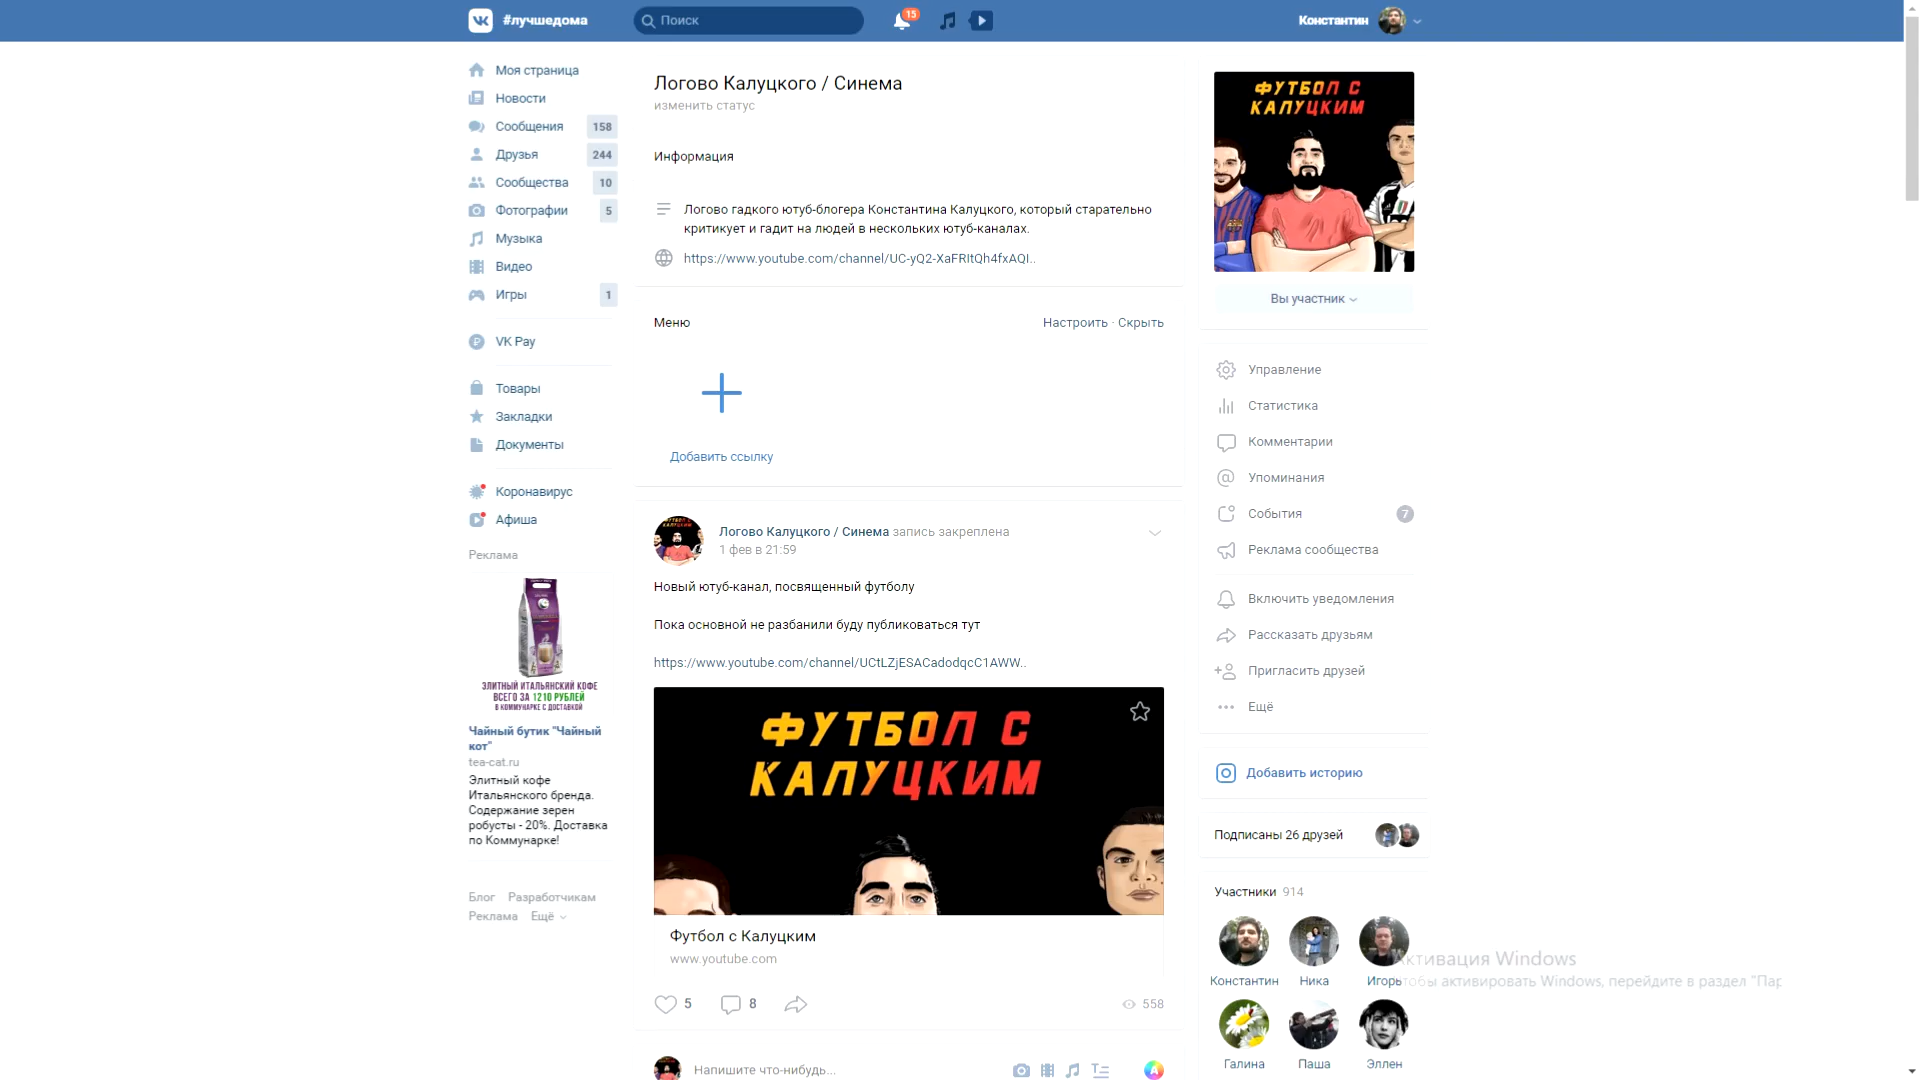 #лучшедома
Поиск
15
Константин
Моя страница
Новости
Сообщения 158
Друзья 244
Сообщества 10
Фотографии 5
Музыка
Видео
Игры 1
VK Pay
Товары
Закладки
Документы
Коронавирус
Афиша
Реклама
ЭЛИТНЫЙ ИТАЛЬЯНСКИЙ КОФЕ
ВСЕГО ЗА 1210 РУБЛЕЙ
В КОММУНАРКЕ С ДОСТАВКОЙ
Чайный бутик "Чайный
кот"
tea-cat.ru
Элитный кофе
Итальянского бренда.
Содержание зерен
робусты - 20%. Доставка
по Коммунарке!
Блог Разработчикам
Реклама Ещё
Логово Калуцкого / Синема
изменить статус
Информация
Логово гадкого ютуб-блогера Константина Калуцкого, который старательно
критикует и гадит на людей в нескольких ютуб-каналах.
https://www.youtube.com/channel/UC-yQ2-XaFRItQh4fxAQI..
Меню
Настроить · Скрыть
Добавить ссылку
Логово Калуцкого / Синема запись закреплена
1 фев в 21:59
Новый ютуб-канал, посвященный футболу
Пока основной не разбанили буду публиковаться тут
https://www.youtube.com/channel/UCtLZjESACadodqcC1AWW..
ФУТБОЛ С
КАЛУЦКИМ
Футбол с Калуцким
www.youtube.com
5 8 558
Напишите что-нибудь...
ФУТБОЛ С
КАЛУЦКИМ
Вы участник
Управление
Статистика
Комментарии
Упоминания
События 7
Реклама сообщества
Включить уведомления
Рассказать друзьям
Пригласить друзей
Ещё
Добавить историю
Подписаны 26 друзей
Участники 914
Константин Ника Игорь
Галина Паша Эллен
Активация Windows
Чтобы активировать Windows, перейдите в раздел "Пар